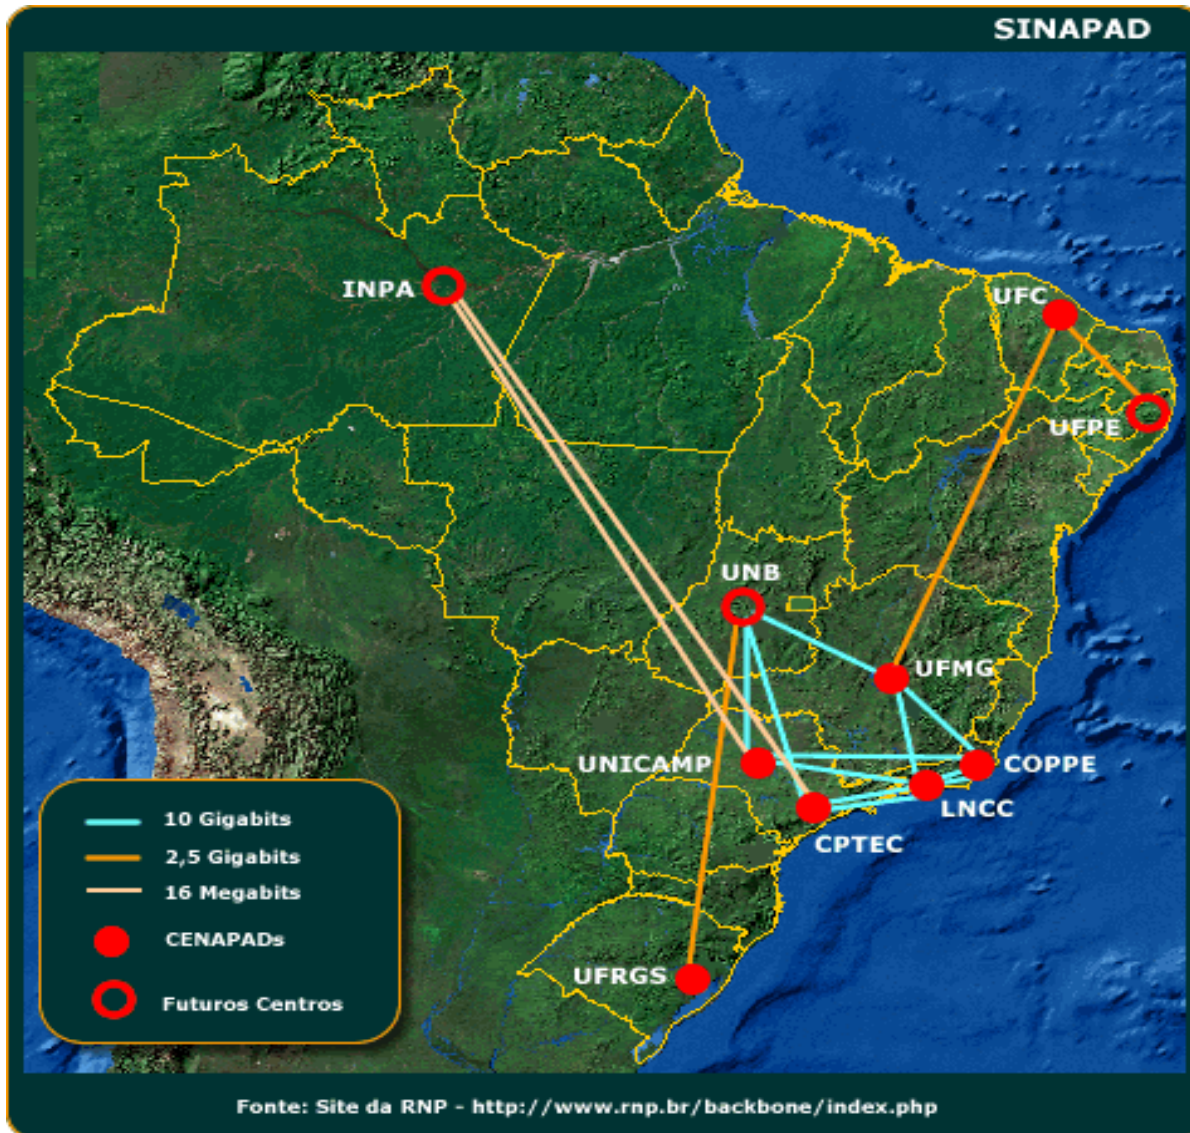 SINAPAD
INPA
UFC
UFPE
UNB
UFMG
UNICAMP
COPPE
LNCC
CPTEC
UFRGS
10 Gigabits
2,5 Gigabits
16 Megabits
CENAPADs
Futuros Centros
Fonte: Site da RNP - http://www.rnp.br/backbone/index.php